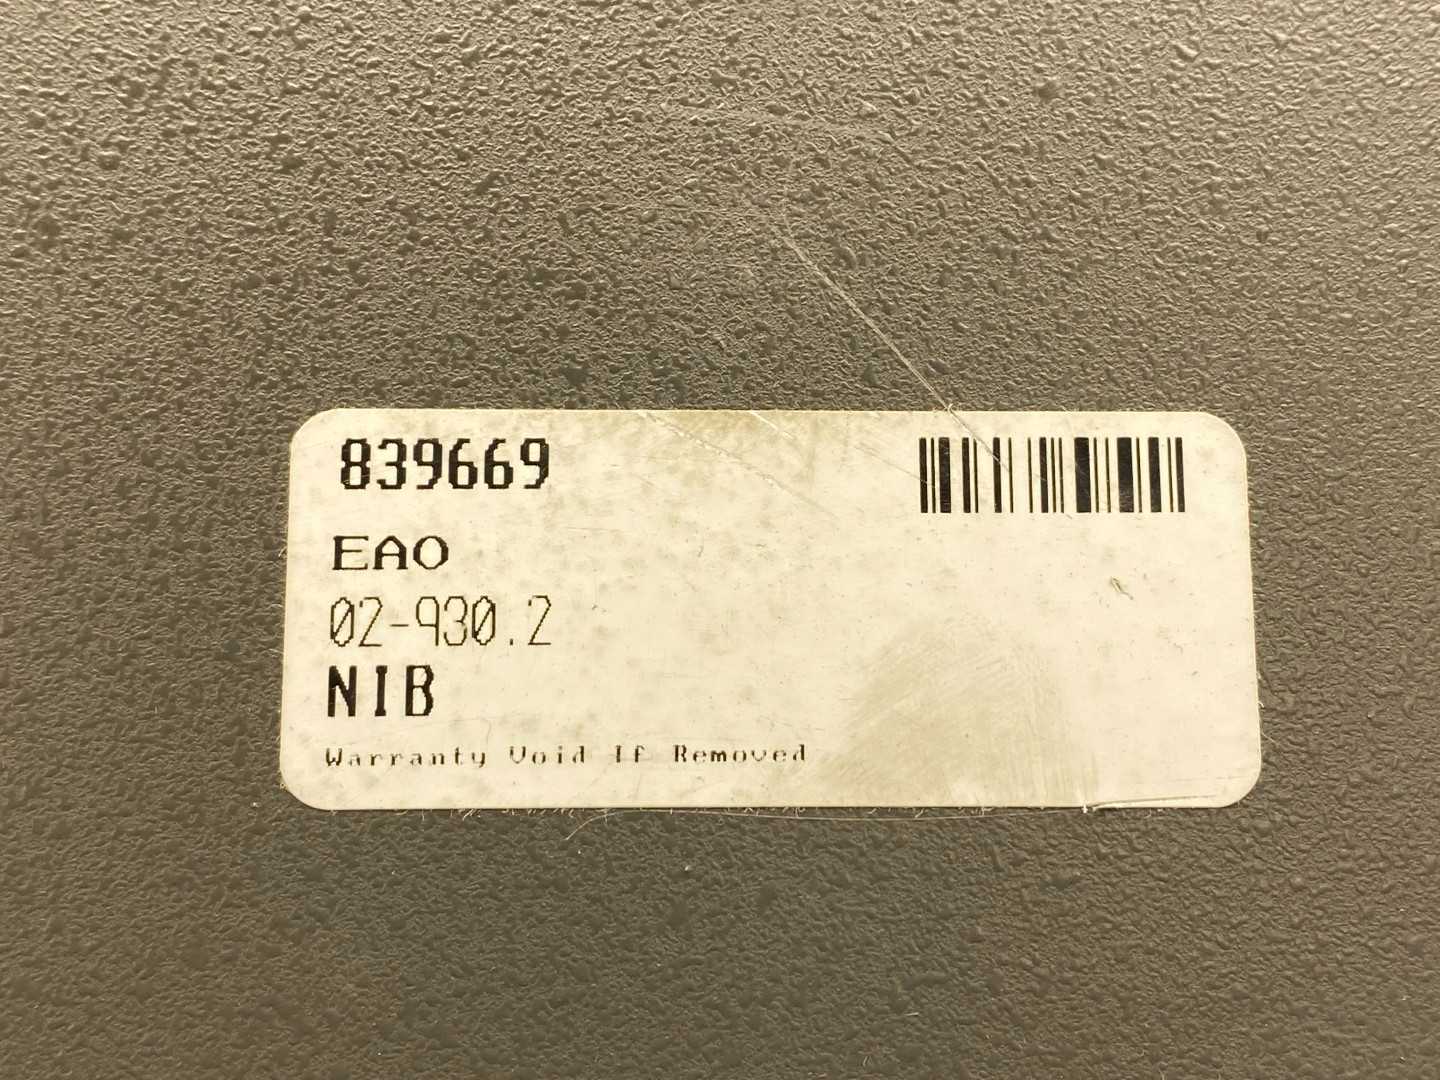 839669
EAO
02-930.2
NIB
Warranty Void If Removed